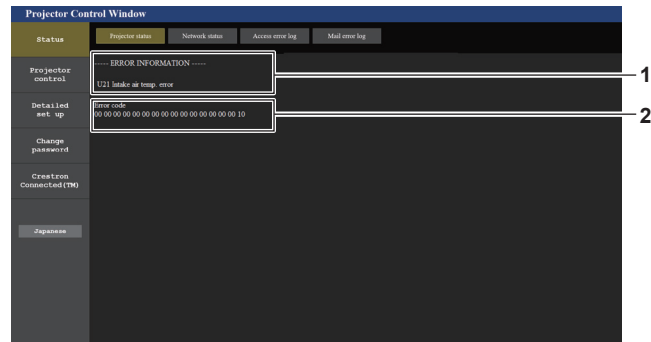 Projector Control Window
Status
Projector status
Network status
Access error log
Mail error log
Projector
control
Detailed
set up
Change
password
Crestron
Connected(TM)
Japanese
----- ERROR INFORMATION -----
U21 Intake air temp. error
Error code
00 00 00 00 00 00 00 00 00 00 00 00 00 00 00 10
1
2